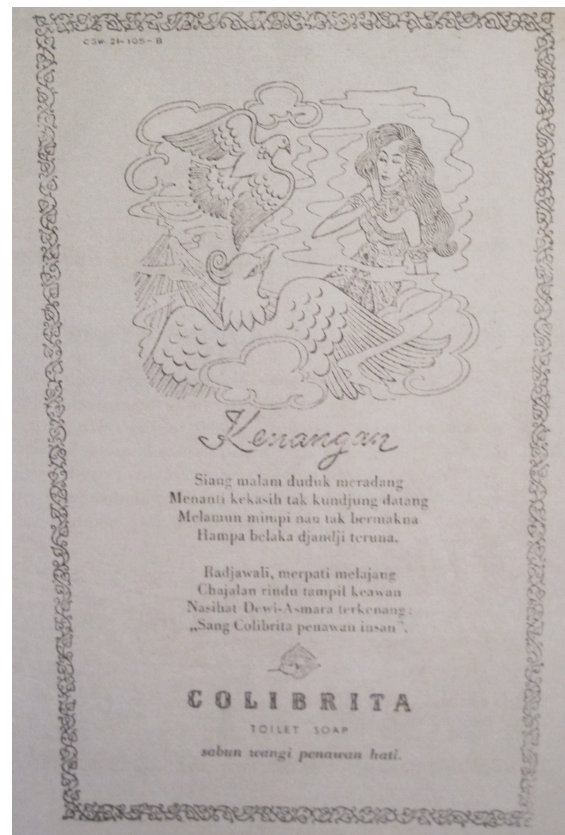 CSW 21-105-B
Kenangan
Siang malam duduk meradang
Menanti kekasih tak kundjung datang
Melamun mimpi nan tak bermakna
Hampa belaka djandji teruna.
Radjawali, merpati melajang
Chajalan rindu tampil keawan
Nasihat Dewi-Asmara terkenang:
„Sang Colibrita penawan insan”.
COLIBRITA
TOILET SOAP
sabun wangi penawan hati.